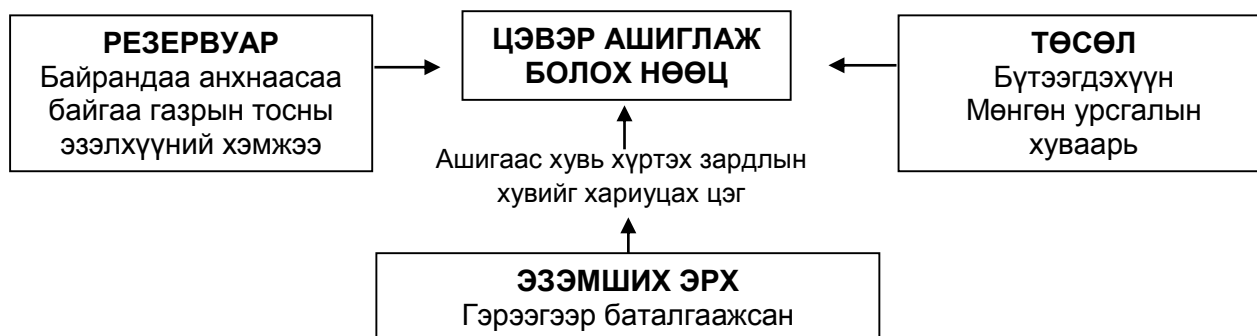 РЕЗЕРВУАР
Байрандаа анхнаасаа
байгаа газрын тосны
эзэлхүүний хэмжээ
ЦЭВЭР АШИГЛАЖ
БОЛОХ НӨӨЦ
ТӨСӨЛ
Бүтээгдэхүүн
Мөнгөн урсгалын
хуваарь
Ашигаас хувь хүртэх зардлын
хувийг хариуцах цэг
ЭЗЭМШИХ ЭРХ
Гэрээгээр баталгаажсан